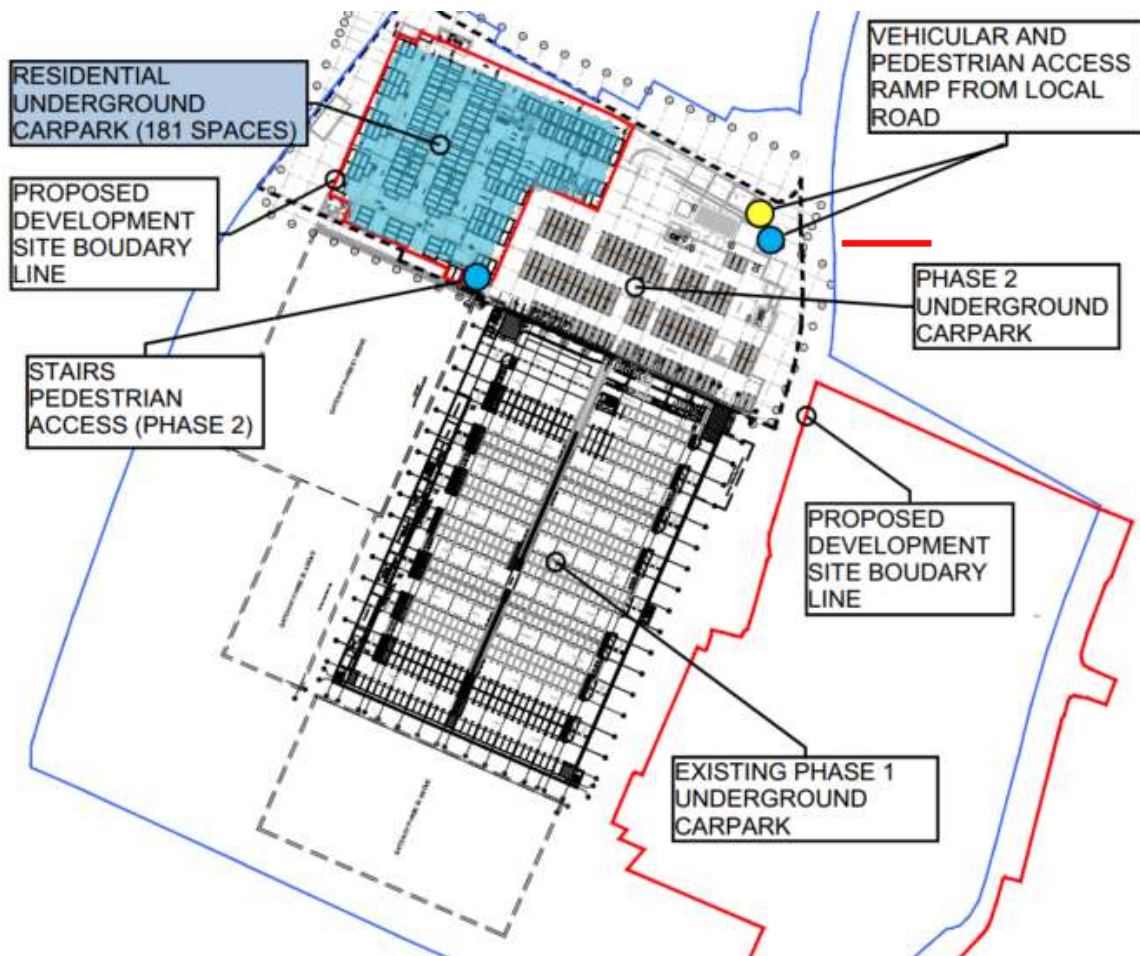 RESIDENTIAL
UNDERGROUND
CARPARK (181 SPACES)
PROPOSED
DEVELOPMENT
SITE BOUDARY
LINE
STAIRS
PEDESTRIAN
ACCESS (PHASE 2)
VEHICULAR AND
PEDESTRIAN ACCESS
RAMP FROM LOCAL
ROAD
PHASE 2
UNDERGROUND
CARPARK
PROPOSED
DEVELOPMENT
SITE BOUDARY
LINE
EXISTING PHASE 1
UNDERGROUND
CARPARK